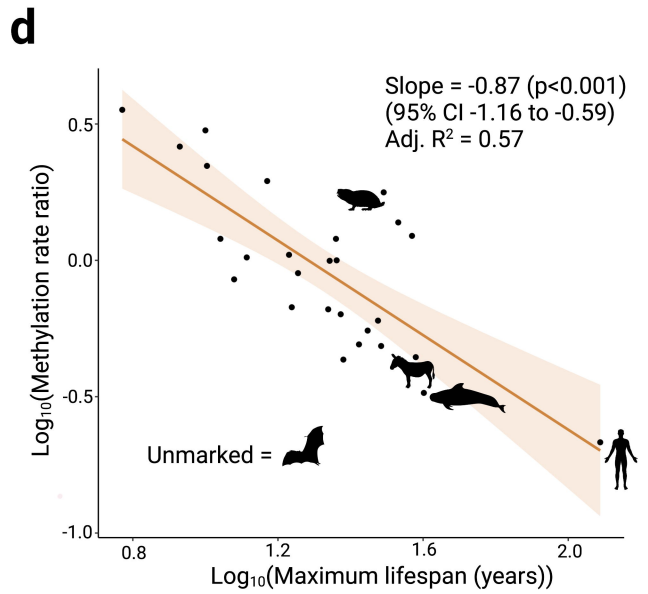 d
Slope = -0.87 (p<0.001)
(95% CI -1.16 to -0.59)
Adj. R² = 0.57
Log₁₀(Methylation rate ratio)
0.5
0.0
-0.5
-1.0
Unmarked =
0.8 1.2 1.6 2.0
Log₁₀(Maximum lifespan (years))